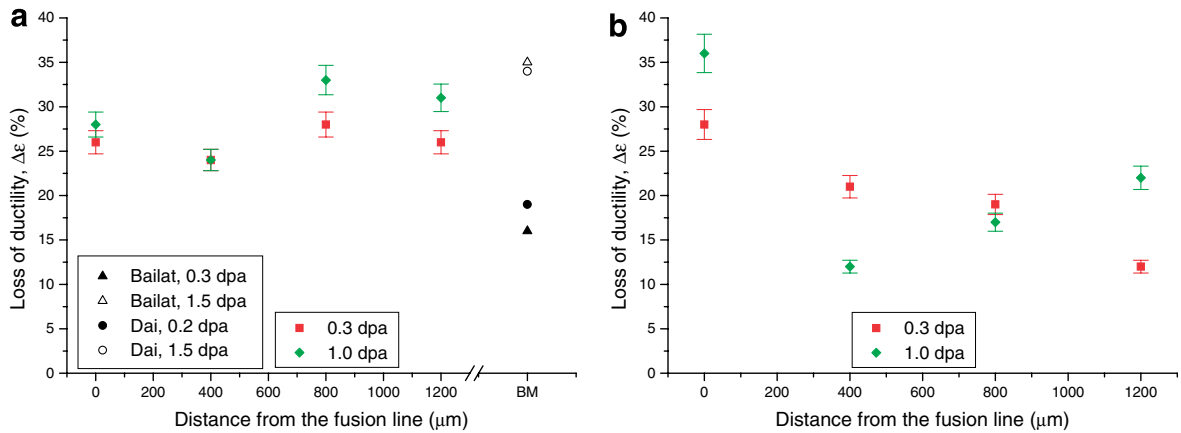 a
40
35
30
25
20
15
10
5
0
Loss of ductility, Δε (%)
Bailat, 0.3 dpa
Bailat, 1.5 dpa
Dai, 0.2 dpa
Dai, 1.5 dpa
0.3 dpa
1.0 dpa
0 200 400 600 800 1000 1200 BM
Distance from the fusion line (μm)
b
40
35
30
25
20
15
10
5
0
Loss of ductility, Δε (%)
0.3 dpa
1.0 dpa
0 200 400 600 800 1000 1200
Distance from the fusion line (μm)